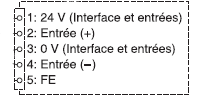 1: 24 V (Interface et entrées)
2: Entrée (+)
3: 0 V (Interface et entrées)
4: Entrée (−)
5: FE